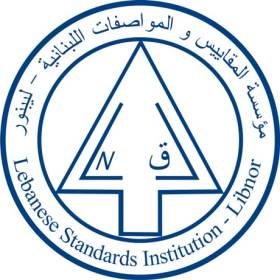 مؤسسة المقاييس و المواصفات اللبنانية - ليبنور
N ق
Lebanese Standards Institution - Libnor